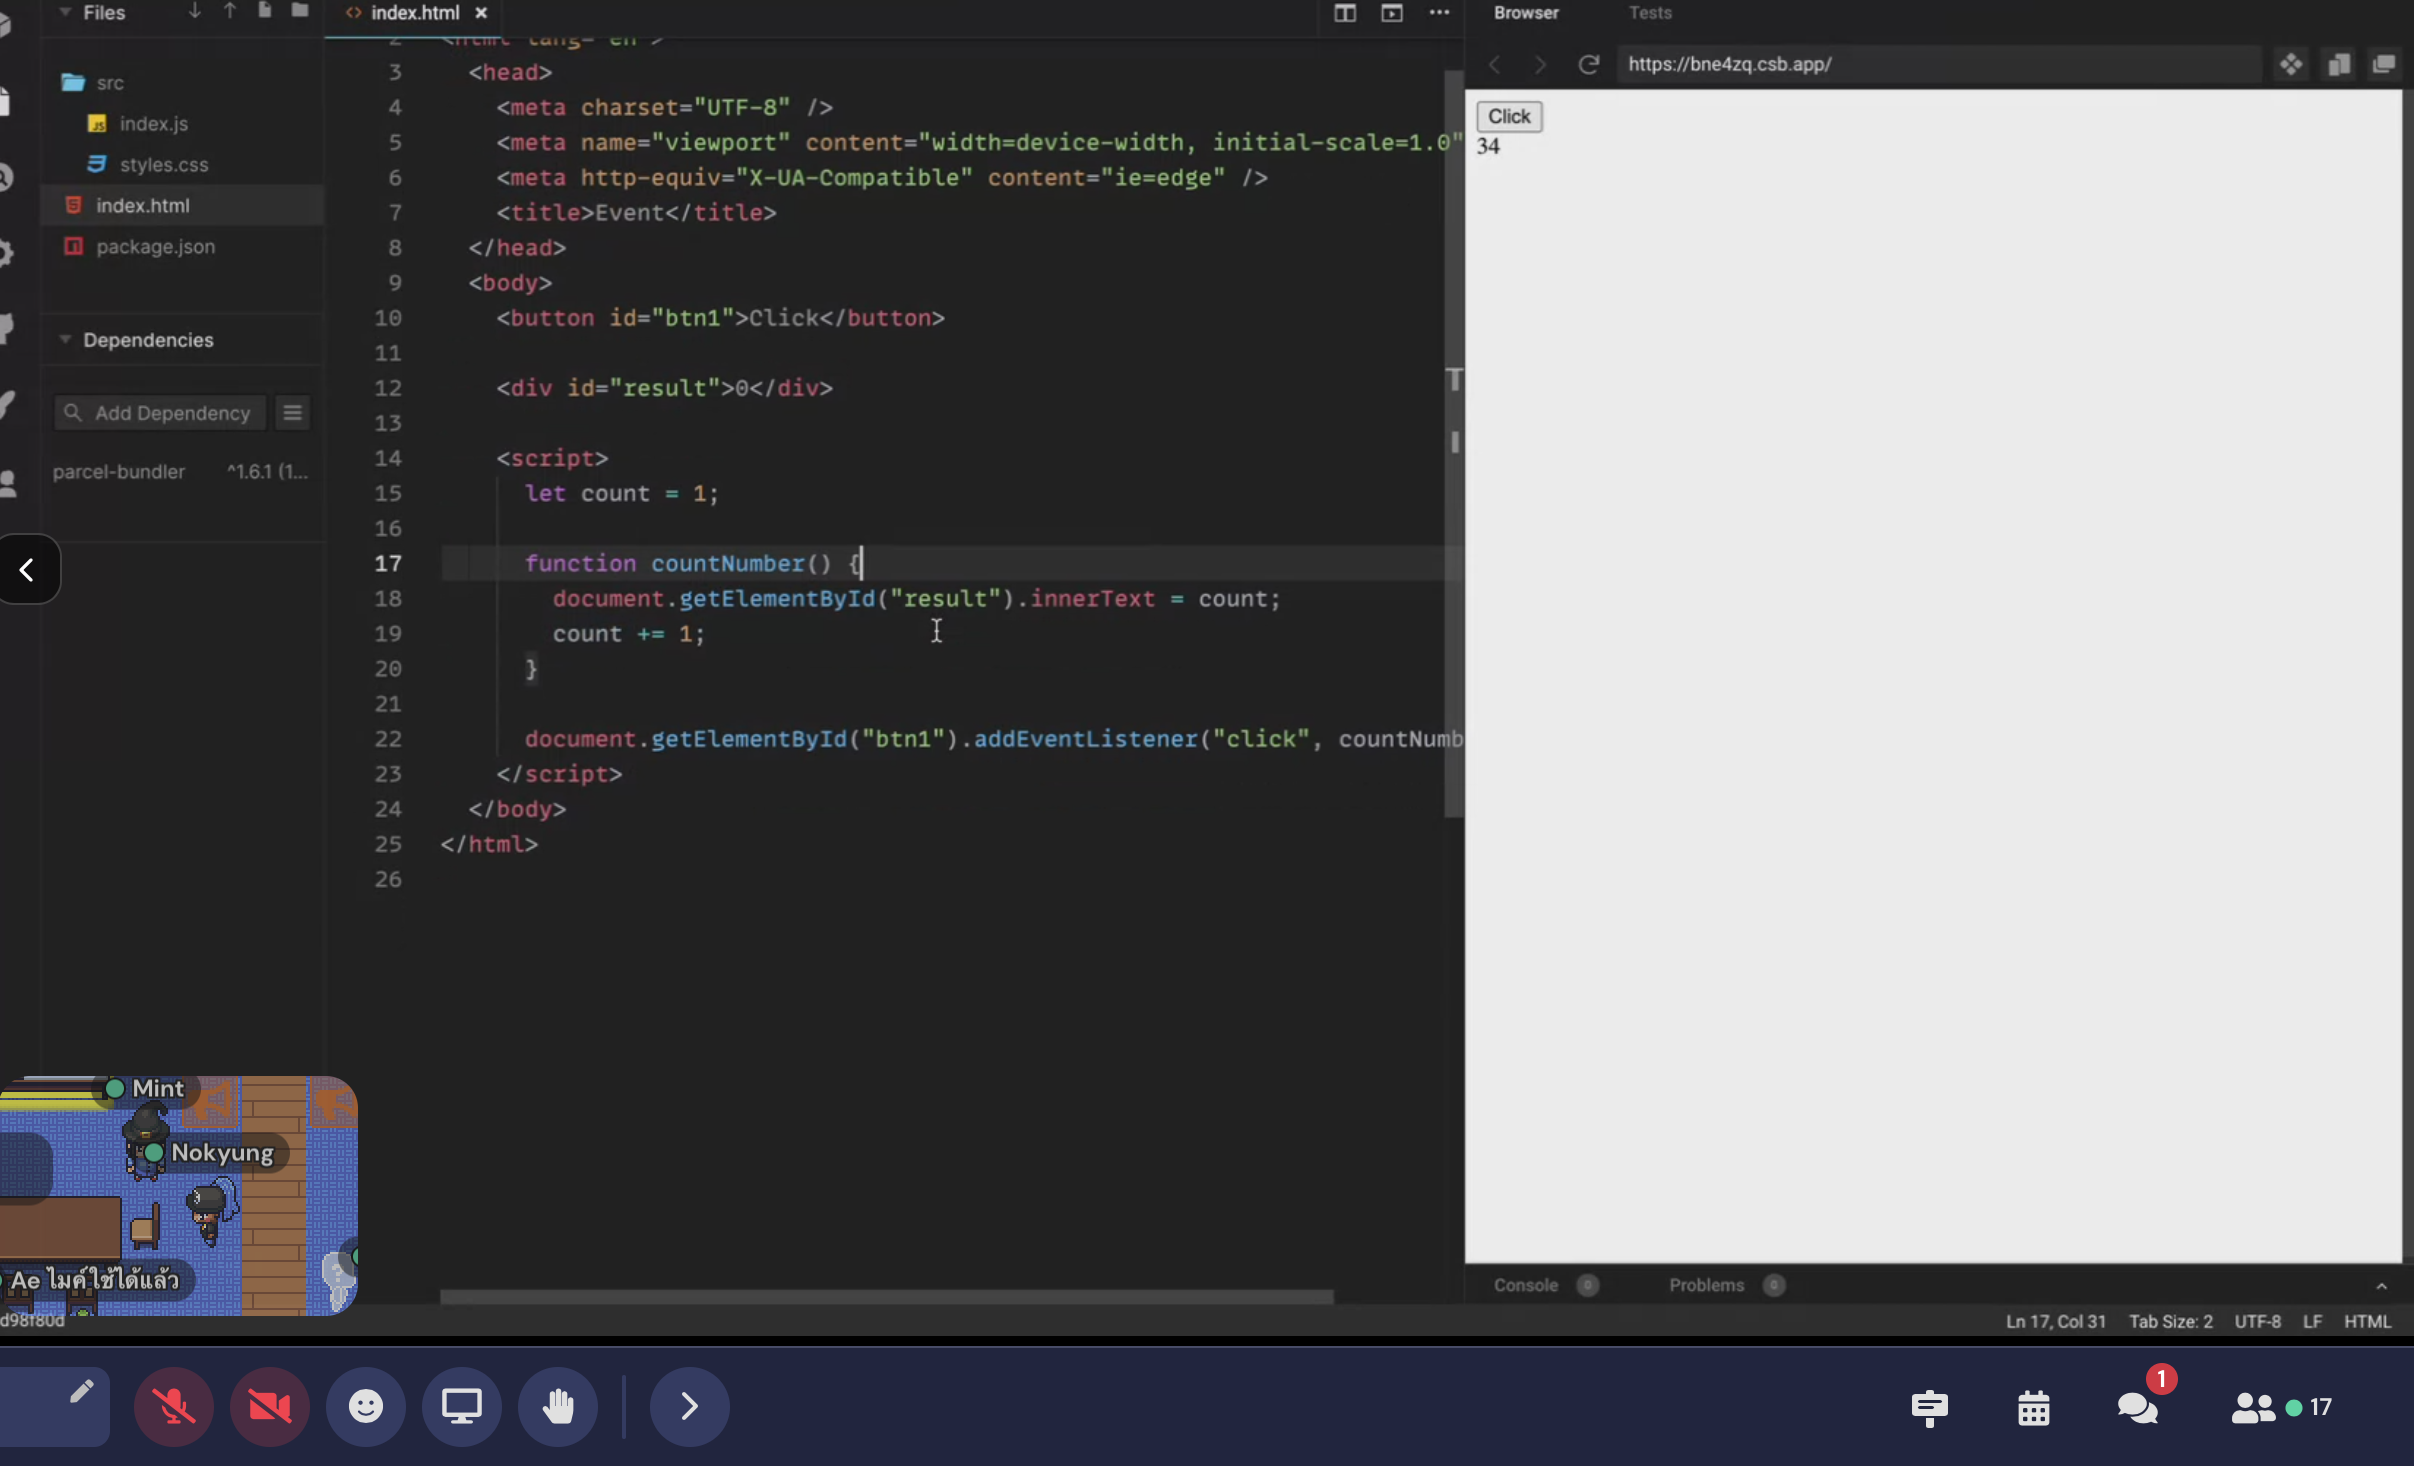 Files
index.html
Browser
Tests
https://bne4zq.csb.app/
src
index.js
styles.css
index.html
package.json
Dependencies
Add Dependency
parcel-bundler ^1.6.1 (1...
2 <html lang="en">
3 <head>
4 <meta charset="UTF-8" />
5 <meta name="viewport" content="width=device-width, initial-scale=1.0"
6 <meta http-equiv="X-UA-Compatible" content="ie=edge" />
7 <title>Event</title>
8 </head>
9 <body>
10 <button id="btn1">Click</button>
11
12 <div id="result">0</div>
13
14 <script>
15 let count = 1;
16
17 function countNumber() {
18 document.getElementById("result").innerText = count;
19 count += 1;
20 }
21
22 document.getElementById("btn1").addEventListener("click", countNumb
23 </script>
24 </body>
25 </html>
26
Click
34
Mint
Nokyung
Ae ไมค์ใช้ได้แล้ว
d98f80d
Console 0
Problems 0
Ln 17, Col 31 Tab Size: 2 UTF-8 LF HTML
1
17